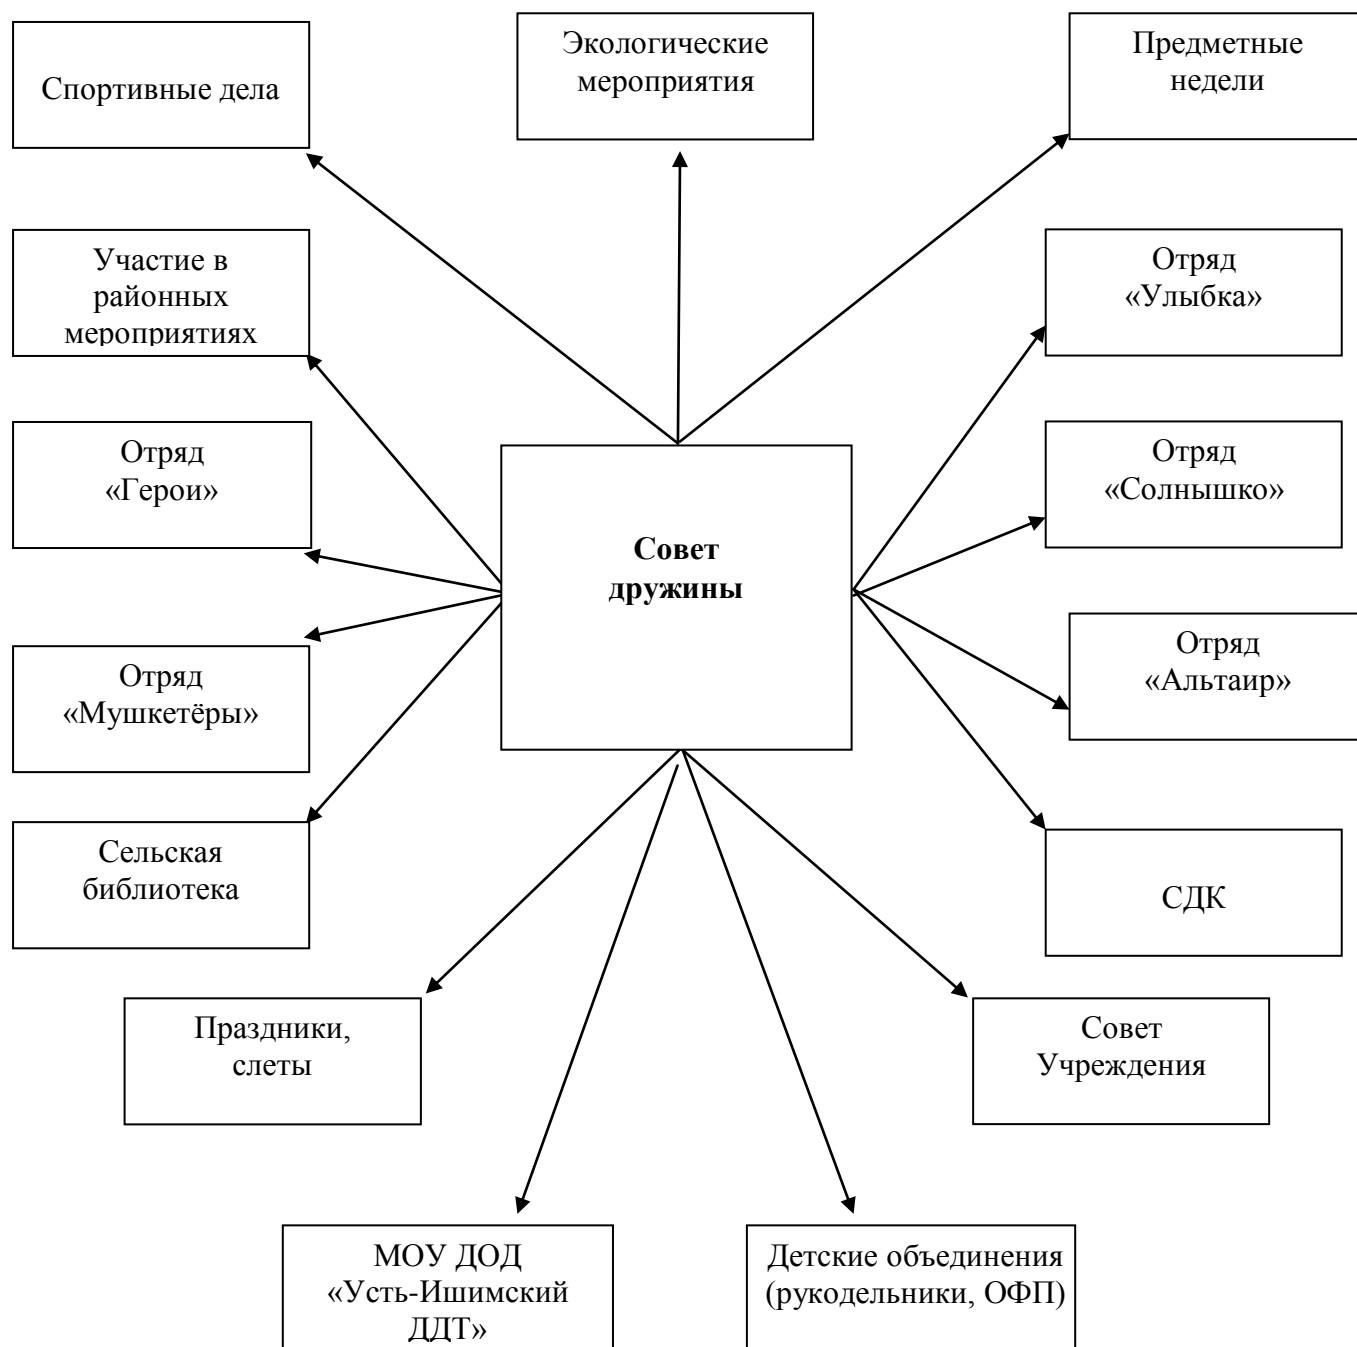 Спортивные дела
Экологические
мероприятия
Предметные
недели
Участие в
районных
мероприятиях
Отряд
«Улыбка»
Отряд
«Герои»
Отряд
«Солнышко»
Совет
дружины
Отряд
«Мушкетёры»
Отряд
«Альтаир»
Сельская
библиотека
СДК
Праздники,
слеты
Совет
Учреждения
МОУ ДОД
«Усть-Ишимский
ДДТ»
Детские объединения
(рукодельники, ОФП)